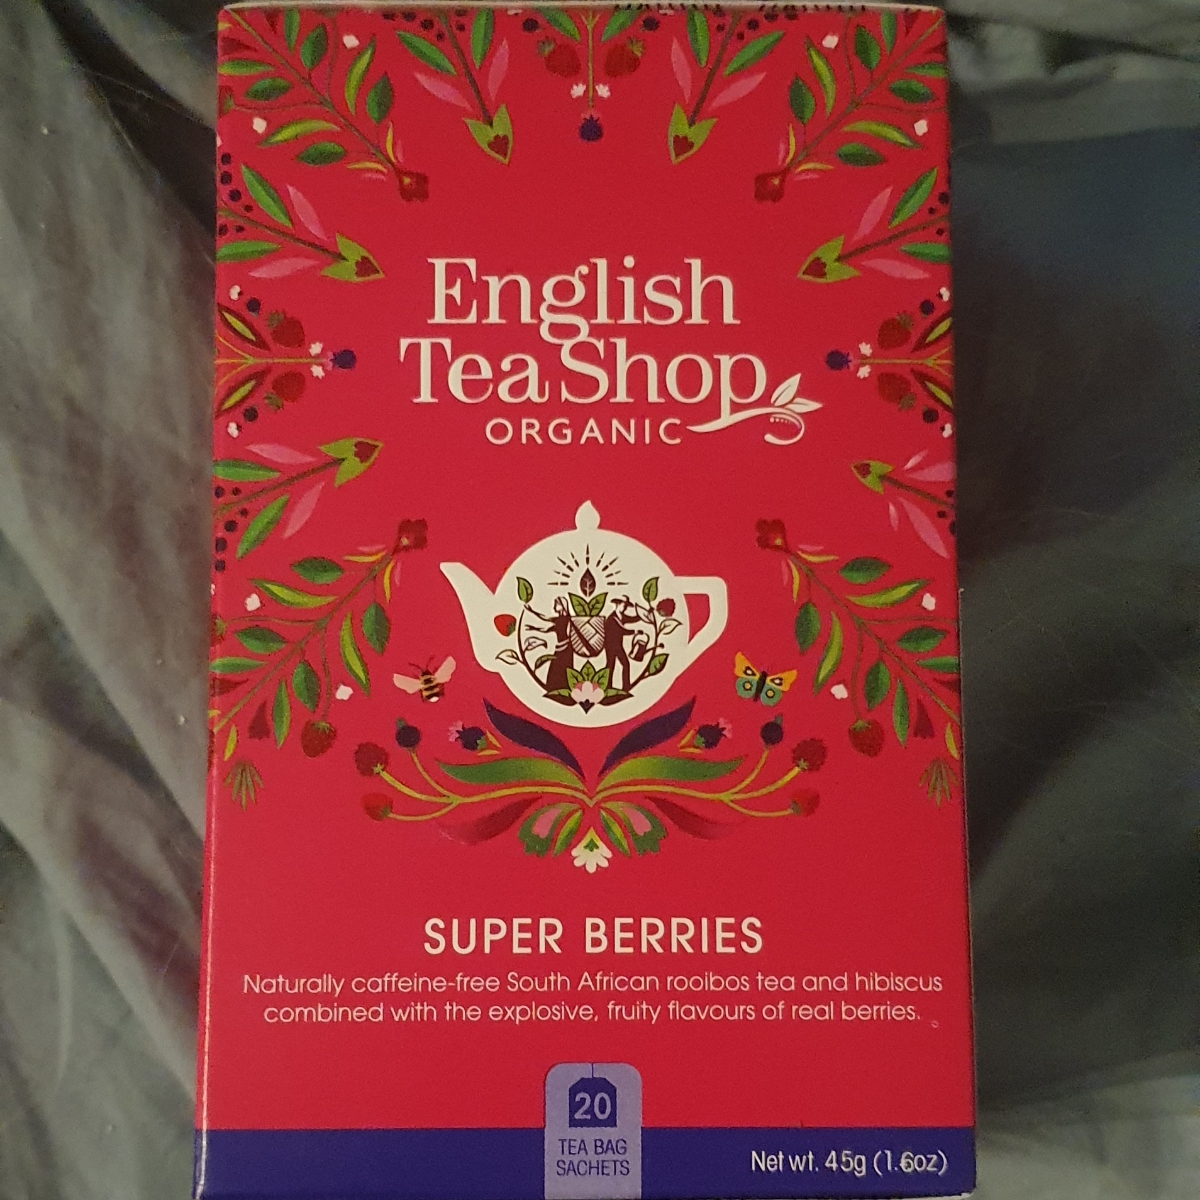 English
Tea Shop
ORGANIC
SUPER BERRIES
Naturally caffeine-free South African rooibos tea and hibiscus
combined with the explosive, fruity flavours of real berries.
20
TEA BAG
SACHETS
Net wt. 45g (1.6oz)